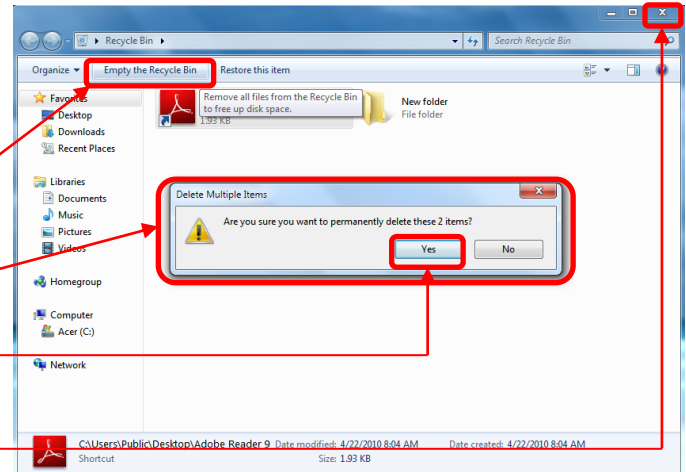 Recycle Bin
Search Recycle Bin
Organize Empty the Recycle Bin Restore this item
Favorites
Desktop
Downloads
Recent Places
Libraries
Documents
Music
Pictures
Videos
Homegroup
Computer
Acer (C:)
Network
Remove all files from the Recycle Bin
to free up disk space.
1.93 KB
New folder
File folder
Delete Multiple Items
Are you sure you want to permanently delete these 2 items?
Yes No
C:\Users\Public\Desktop\Adobe Reader 9 Date modified: 4/22/2010 8:04 AM Date created: 4/22/2010 8:04 AM
Shortcut Size: 1.93 KB